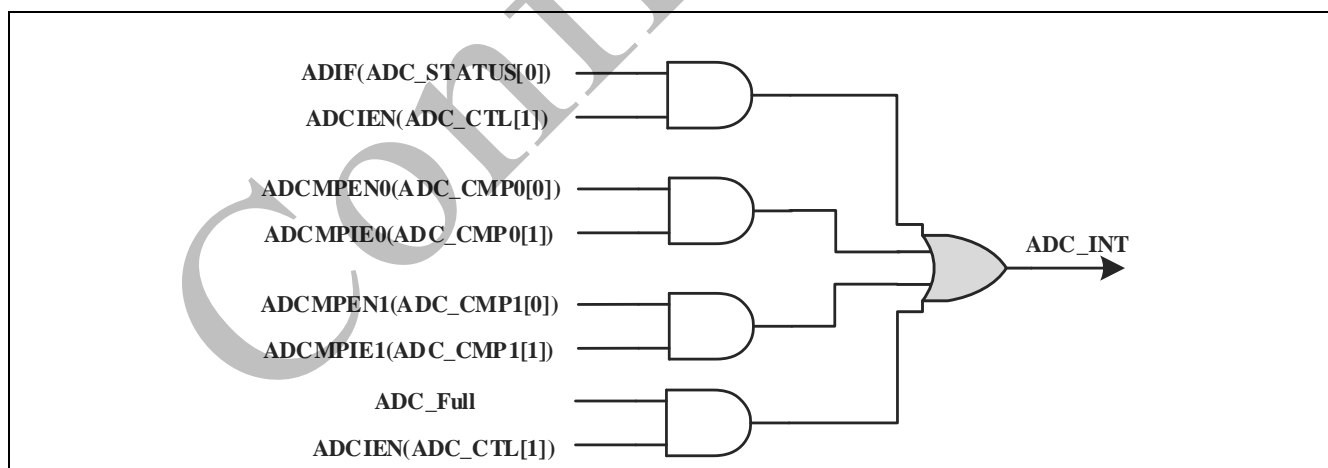 ADIF(ADC_STATUS[0])
ADCIEN(ADC_CTL[1])
ADCMPEN0(ADC_CMP0[0])
ADCMPIE0(ADC_CMP0[1])
ADC_INT
ADCMPEN1(ADC_CMP1[0])
ADCMPIE1(ADC_CMP1[1])
ADC_Full
ADCIEN(ADC_CTL[1])